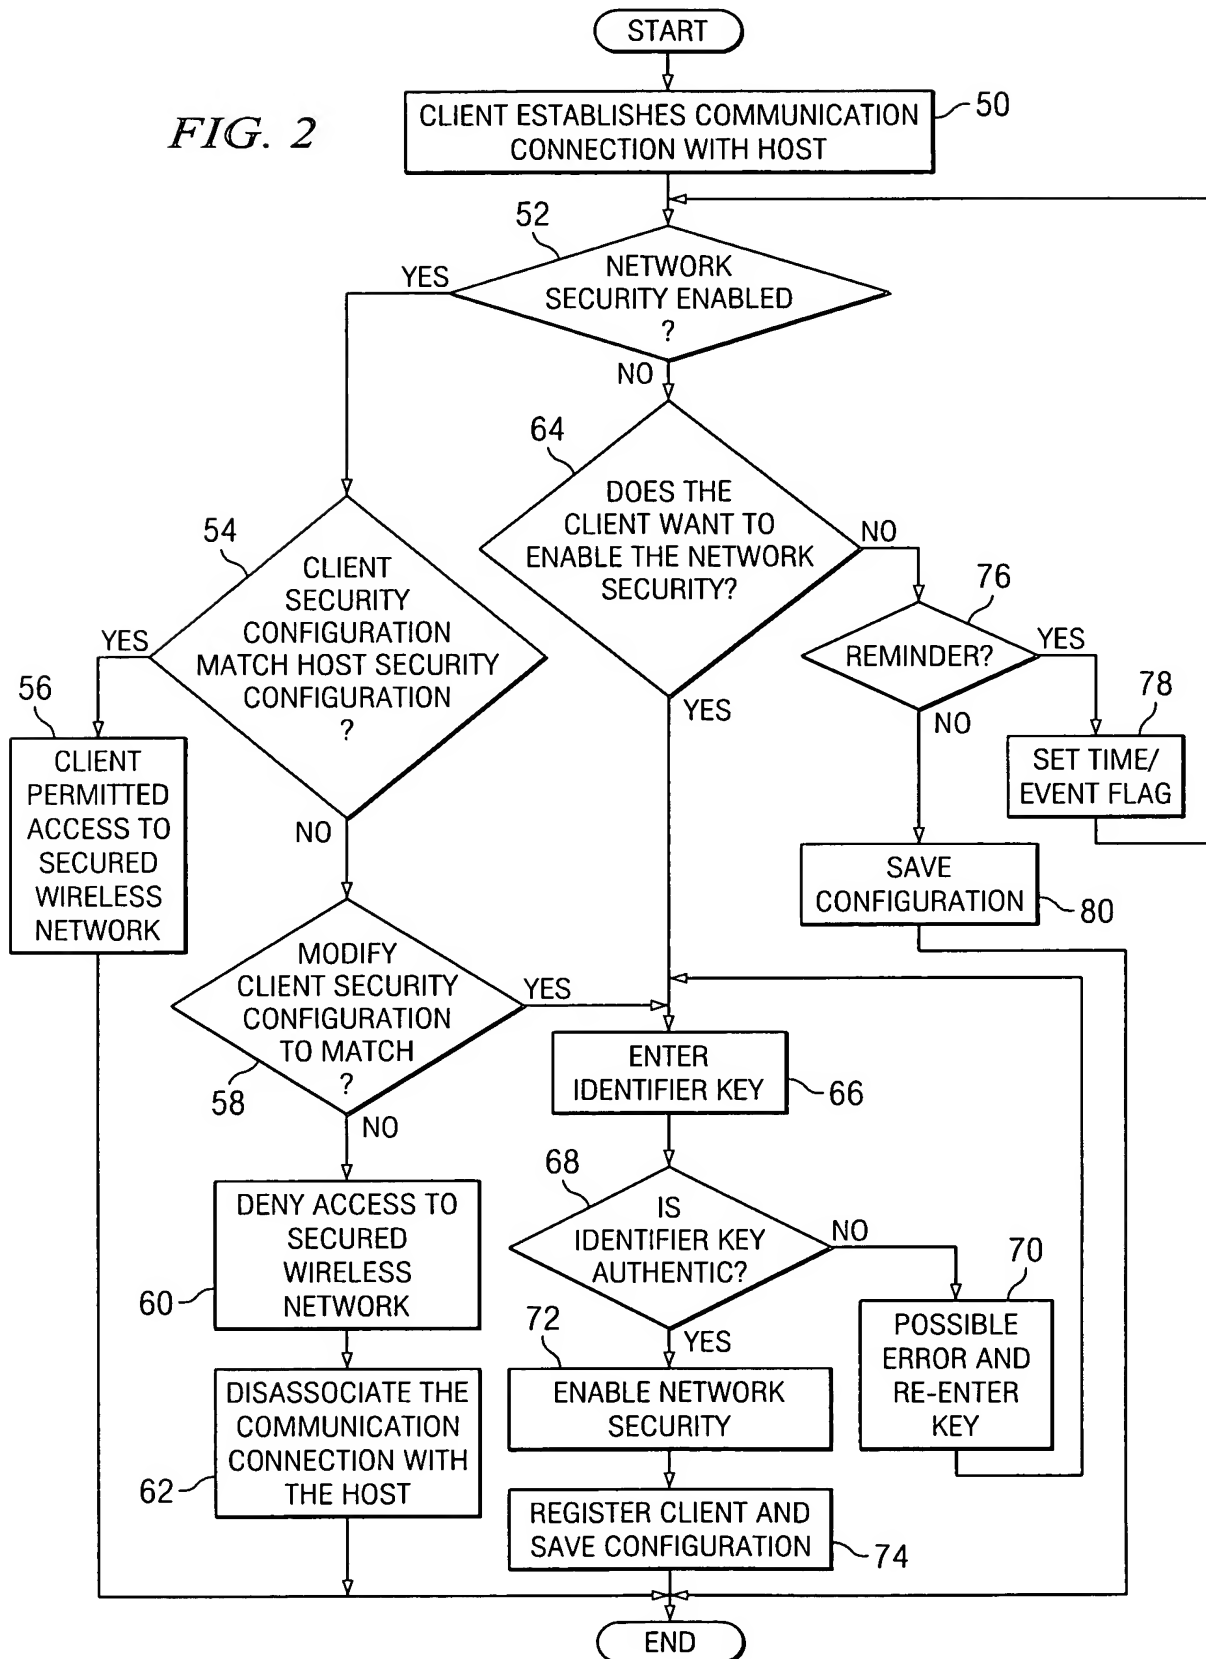 START
FIG. 2
CLIENT ESTABLISHES COMMUNICATION
CONNECTION WITH HOST
50
52
NETWORK
SECURITY ENABLED
?
YES
NO
64
DOES THE
CLIENT WANT TO
ENABLE THE NETWORK
SECURITY?
NO
YES
54
CLIENT
SECURITY
CONFIGURATION
MATCH HOST SECURITY
CONFIGURATION
?
YES
NO
76
REMINDER?
YES
NO
56
CLIENT
PERMITTED
ACCESS TO
SECURED
WIRELESS
NETWORK
78
SET TIME/
EVENT FLAG
SAVE
CONFIGURATION
80
MODIFY
CLIENT SECURITY
CONFIGURATION
TO MATCH
?
58
YES
NO
ENTER
IDENTIFIER KEY
66
68
IS
IDENTIFIER KEY
AUTHENTIC?
NO
YES
DENY ACCESS TO
SECURED
WIRELESS
NETWORK
60
70
POSSIBLE
ERROR AND
RE-ENTER
KEY
72
ENABLE NETWORK
SECURITY
DISASSOCIATE THE
COMMUNICATION
CONNECTION WITH
THE HOST
62
REGISTER CLIENT AND
SAVE CONFIGURATION
74
END